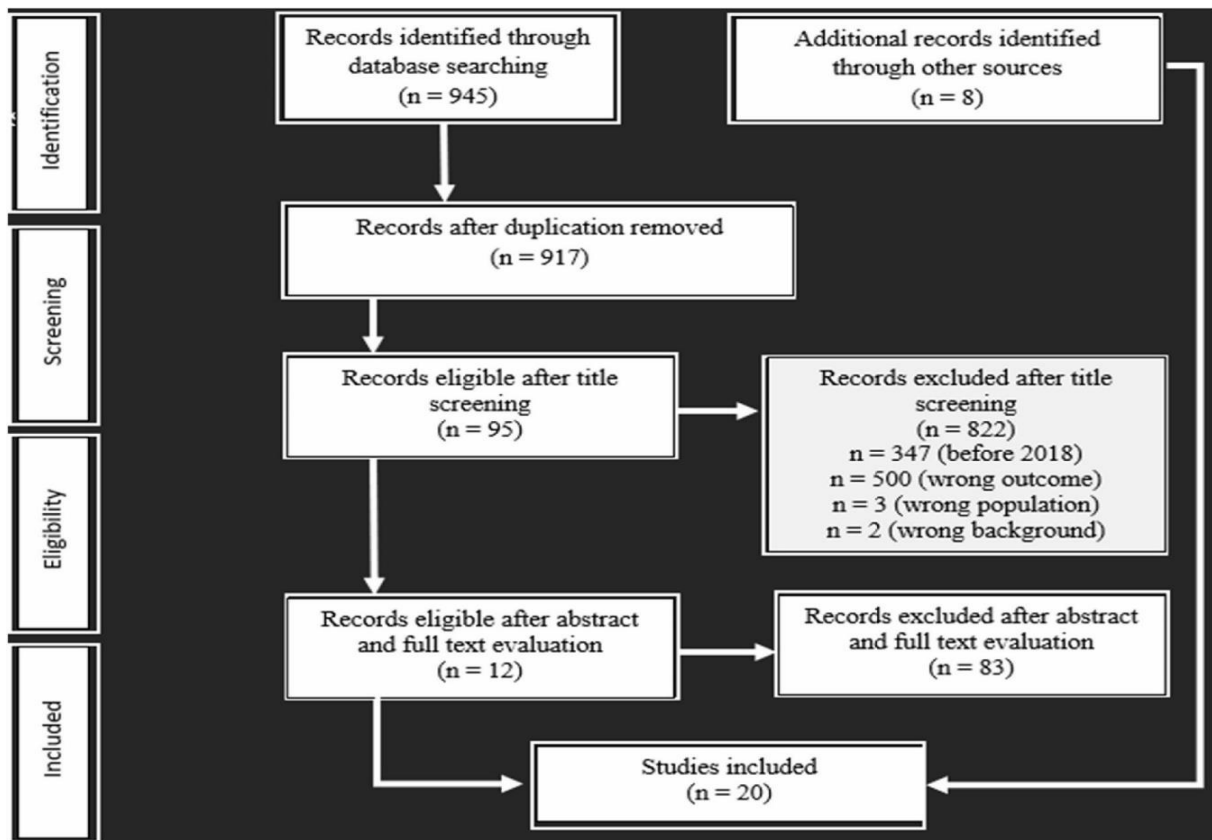 Identification
Records identified through
database searching
(n = 945)
Additional records identified
through other sources
(n = 8)
Records after duplication removed
(n = 917)
Screening
Records eligible after title
screening
(n = 95)
Records excluded after title
screening
(n = 822)
n = 347 (before 2018)
n = 500 (wrong outcome)
n = 3 (wrong population)
n = 2 (wrong background)
Eligibility
Records eligible after abstract
and full text evaluation
(n = 12)
Records excluded after abstract
and full text evaluation
(n = 83)
Included
Studies included
(n = 20)